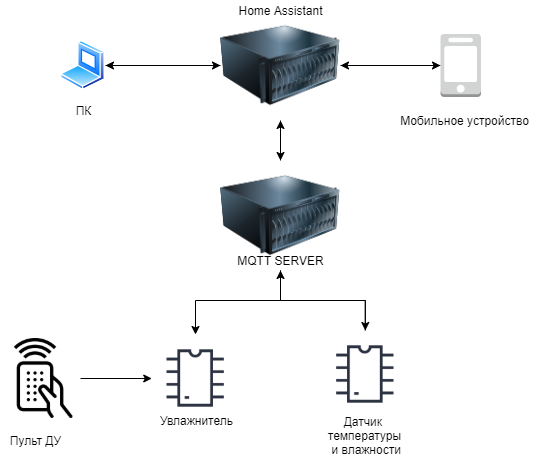 Home Assistant
ПК
Мобильное устройство
MQTT SERVER
Увлажнитель
Датчик
температуры
и влажности
Пульт ДУ